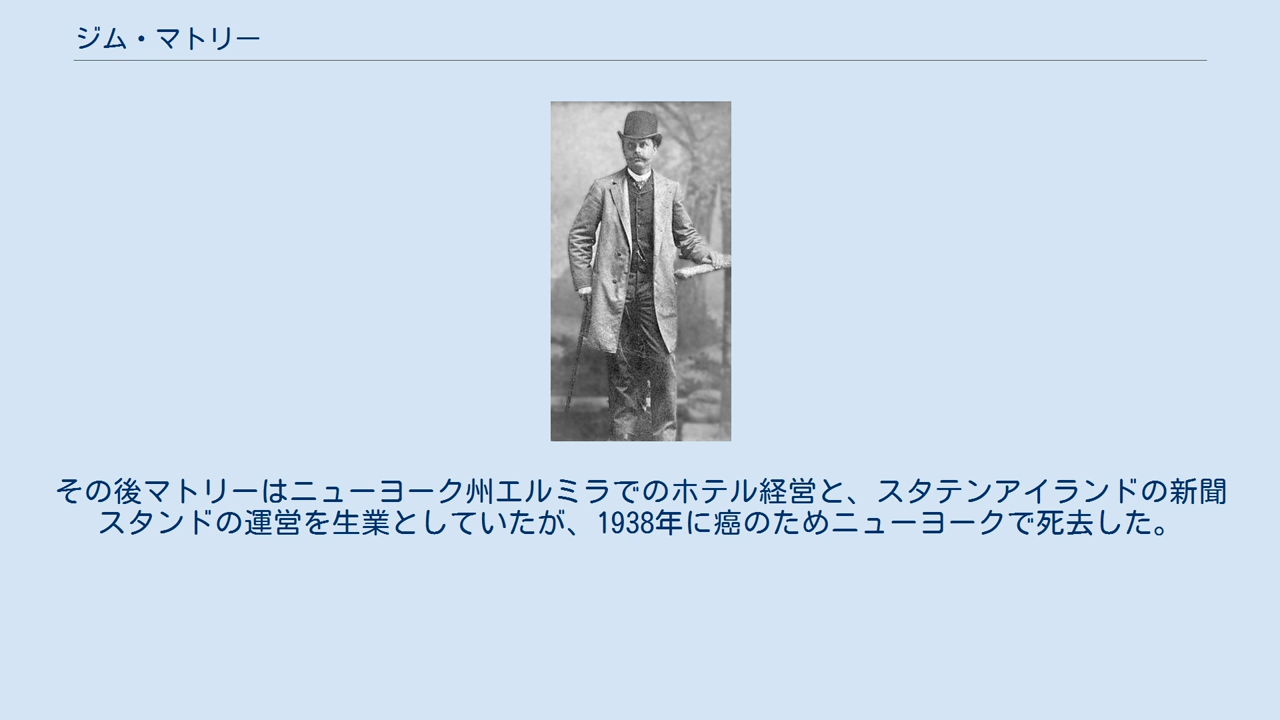 ジム・マトリー
その後マトリーはニューヨーク州エルミラでのホテル経営と、スタテンアイランドの新聞
スタンドの運営を生業としていたが、1938年に癌のためニューヨークで死去した。